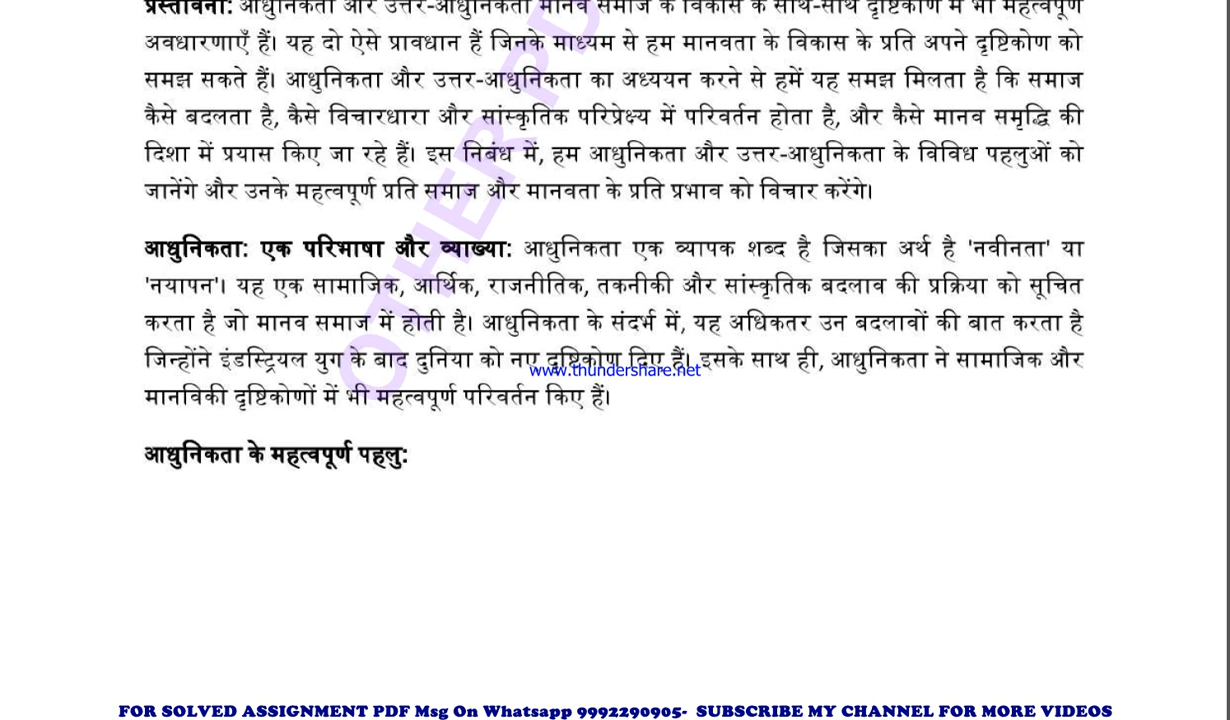 प्रस्तावना: आधुनिकता और उत्तर-आधुनिकता मानव समाज के विकास के साथ-साथ दृष्टिकोण में भी महत्वपूर्ण
अवधारणाएँ हैं। यह दो ऐसे प्रावधान हैं जिनके माध्यम से हम मानवता के विकास के प्रति अपने दृष्टिकोण को
समझ सकते हैं। आधुनिकता और उत्तर-आधुनिकता का अध्ययन करने से हमें यह समझ मिलता है कि समाज
कैसे बदलता है, कैसे विचारधारा और सांस्कृतिक परिप्रेक्ष्य में परिवर्तन होता है, और कैसे मानव समृद्धि की
दिशा में प्रयास किए जा रहे हैं। इस निबंध में, हम आधुनिकता और उत्तर-आधुनिकता के विविध पहलुओं को
जानेंगे और उनके महत्वपूर्ण प्रति समाज और मानवता के प्रति प्रभाव को विचार करेंगे।
आधुनिकता: एक परिभाषा और व्याख्या: आधुनिकता एक व्यापक शब्द है जिसका अर्थ है 'नवीनता' या
'नयापन'। यह एक सामाजिक, आर्थिक, राजनीतिक, तकनीकी और सांस्कृतिक बदलाव की प्रक्रिया को सूचित
करता है जो मानव समाज में होती है। आधुनिकता के संदर्भ में, यह अधिकतर उन बदलावों की बात करता है
जिन्होंने इंडस्ट्रियल युग के बाद दुनिया को नए दृष्टिकोण दिए हैं। इसके साथ ही, आधुनिकता ने सामाजिक और
www.thundershare.net
मानविकी दृष्टिकोणों में भी महत्वपूर्ण परिवर्तन किए हैं।
आधुनिकता के महत्वपूर्ण पहलु:
OTHER PD
FOR SOLVED ASSIGNMENT PDF Msg On Whatsapp 9992290905- SUBSCRIBE MY CHANNEL FOR MORE VIDEOS